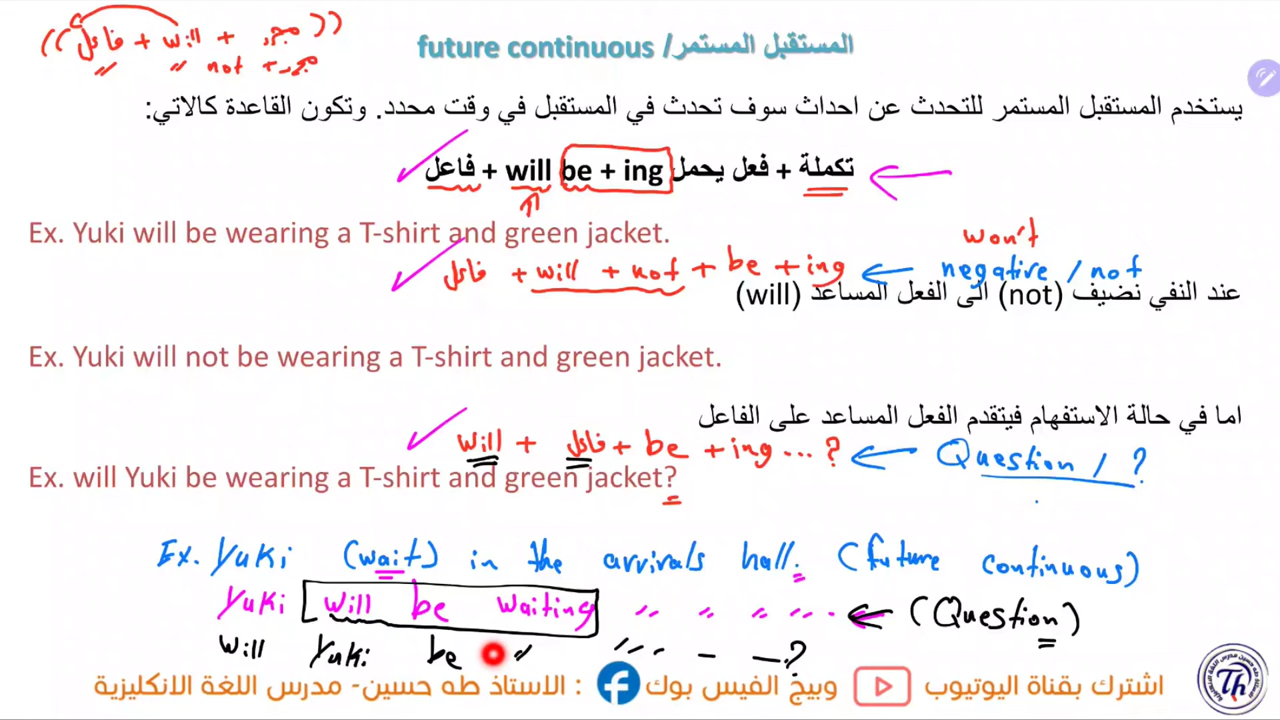 ((فاعل + will + مجرد))
not + مجرد
المستقبل المستمر/ future continuous
يستخدم المستقبل المستمر للتحدث عن احداث سوف تحدث في المستقبل في وقت محدد. وتكون القاعدة كالاتي:
تكملة + فعل يحمل be + ing will + فاعل
Ex. Yuki will be wearing a T-shirt and green jacket.
won't
فاعل + will + not + be + ing ← negative / not
عند النفي نضيف (not) الى الفعل المساعد (will)
Ex. Yuki will not be wearing a T-shirt and green jacket.
اما في حالة الاستفهام فيتقدم الفعل المساعد على الفاعل
will + فاعل + be + ing ... ? ← Question / ?
Ex. will Yuki be wearing a T-shirt and green jacket?
Ex. Yuki (wait) in the arrivals hall. (future continuous)
Yuki will be waiting " " " " . ← (Question)
will Yuki be " " " - - ?
اشترك بقناة اليوتيوب وبيج الفيس بوك : الاستاذ طه حسين- مدرس اللغة الانكليزية
Th